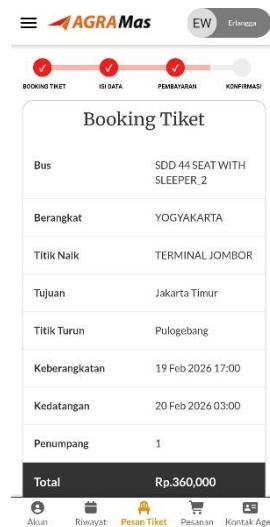 AGRA Mas
EW Erlangga
BOOKING TIKET ISI DATA PEMBAYARAN KONFIRMASI
Booking Tiket
Bus SDD 44 SEAT WITH
SLEEPER_2
Berangkat YOGYAKARTA
Titik Naik TERMINAL JOMBOR
Tujuan Jakarta Timur
Titik Turun Pulogebang
Keberangkatan 19 Feb 2026 17:00
Kedatangan 20 Feb 2026 03:00
Penumpang 1
Total Rp.360,000
Akun Riwayat Pesan Tiket Pesanan Kontak Age